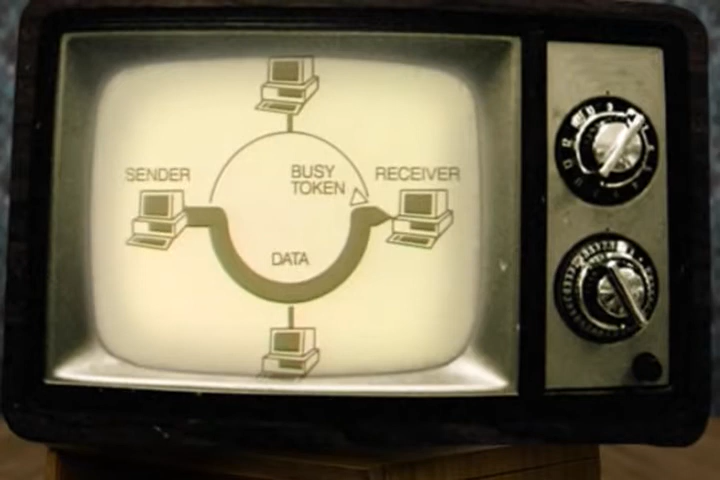 SENDER
BUSY
TOKEN
RECEIVER
DATA